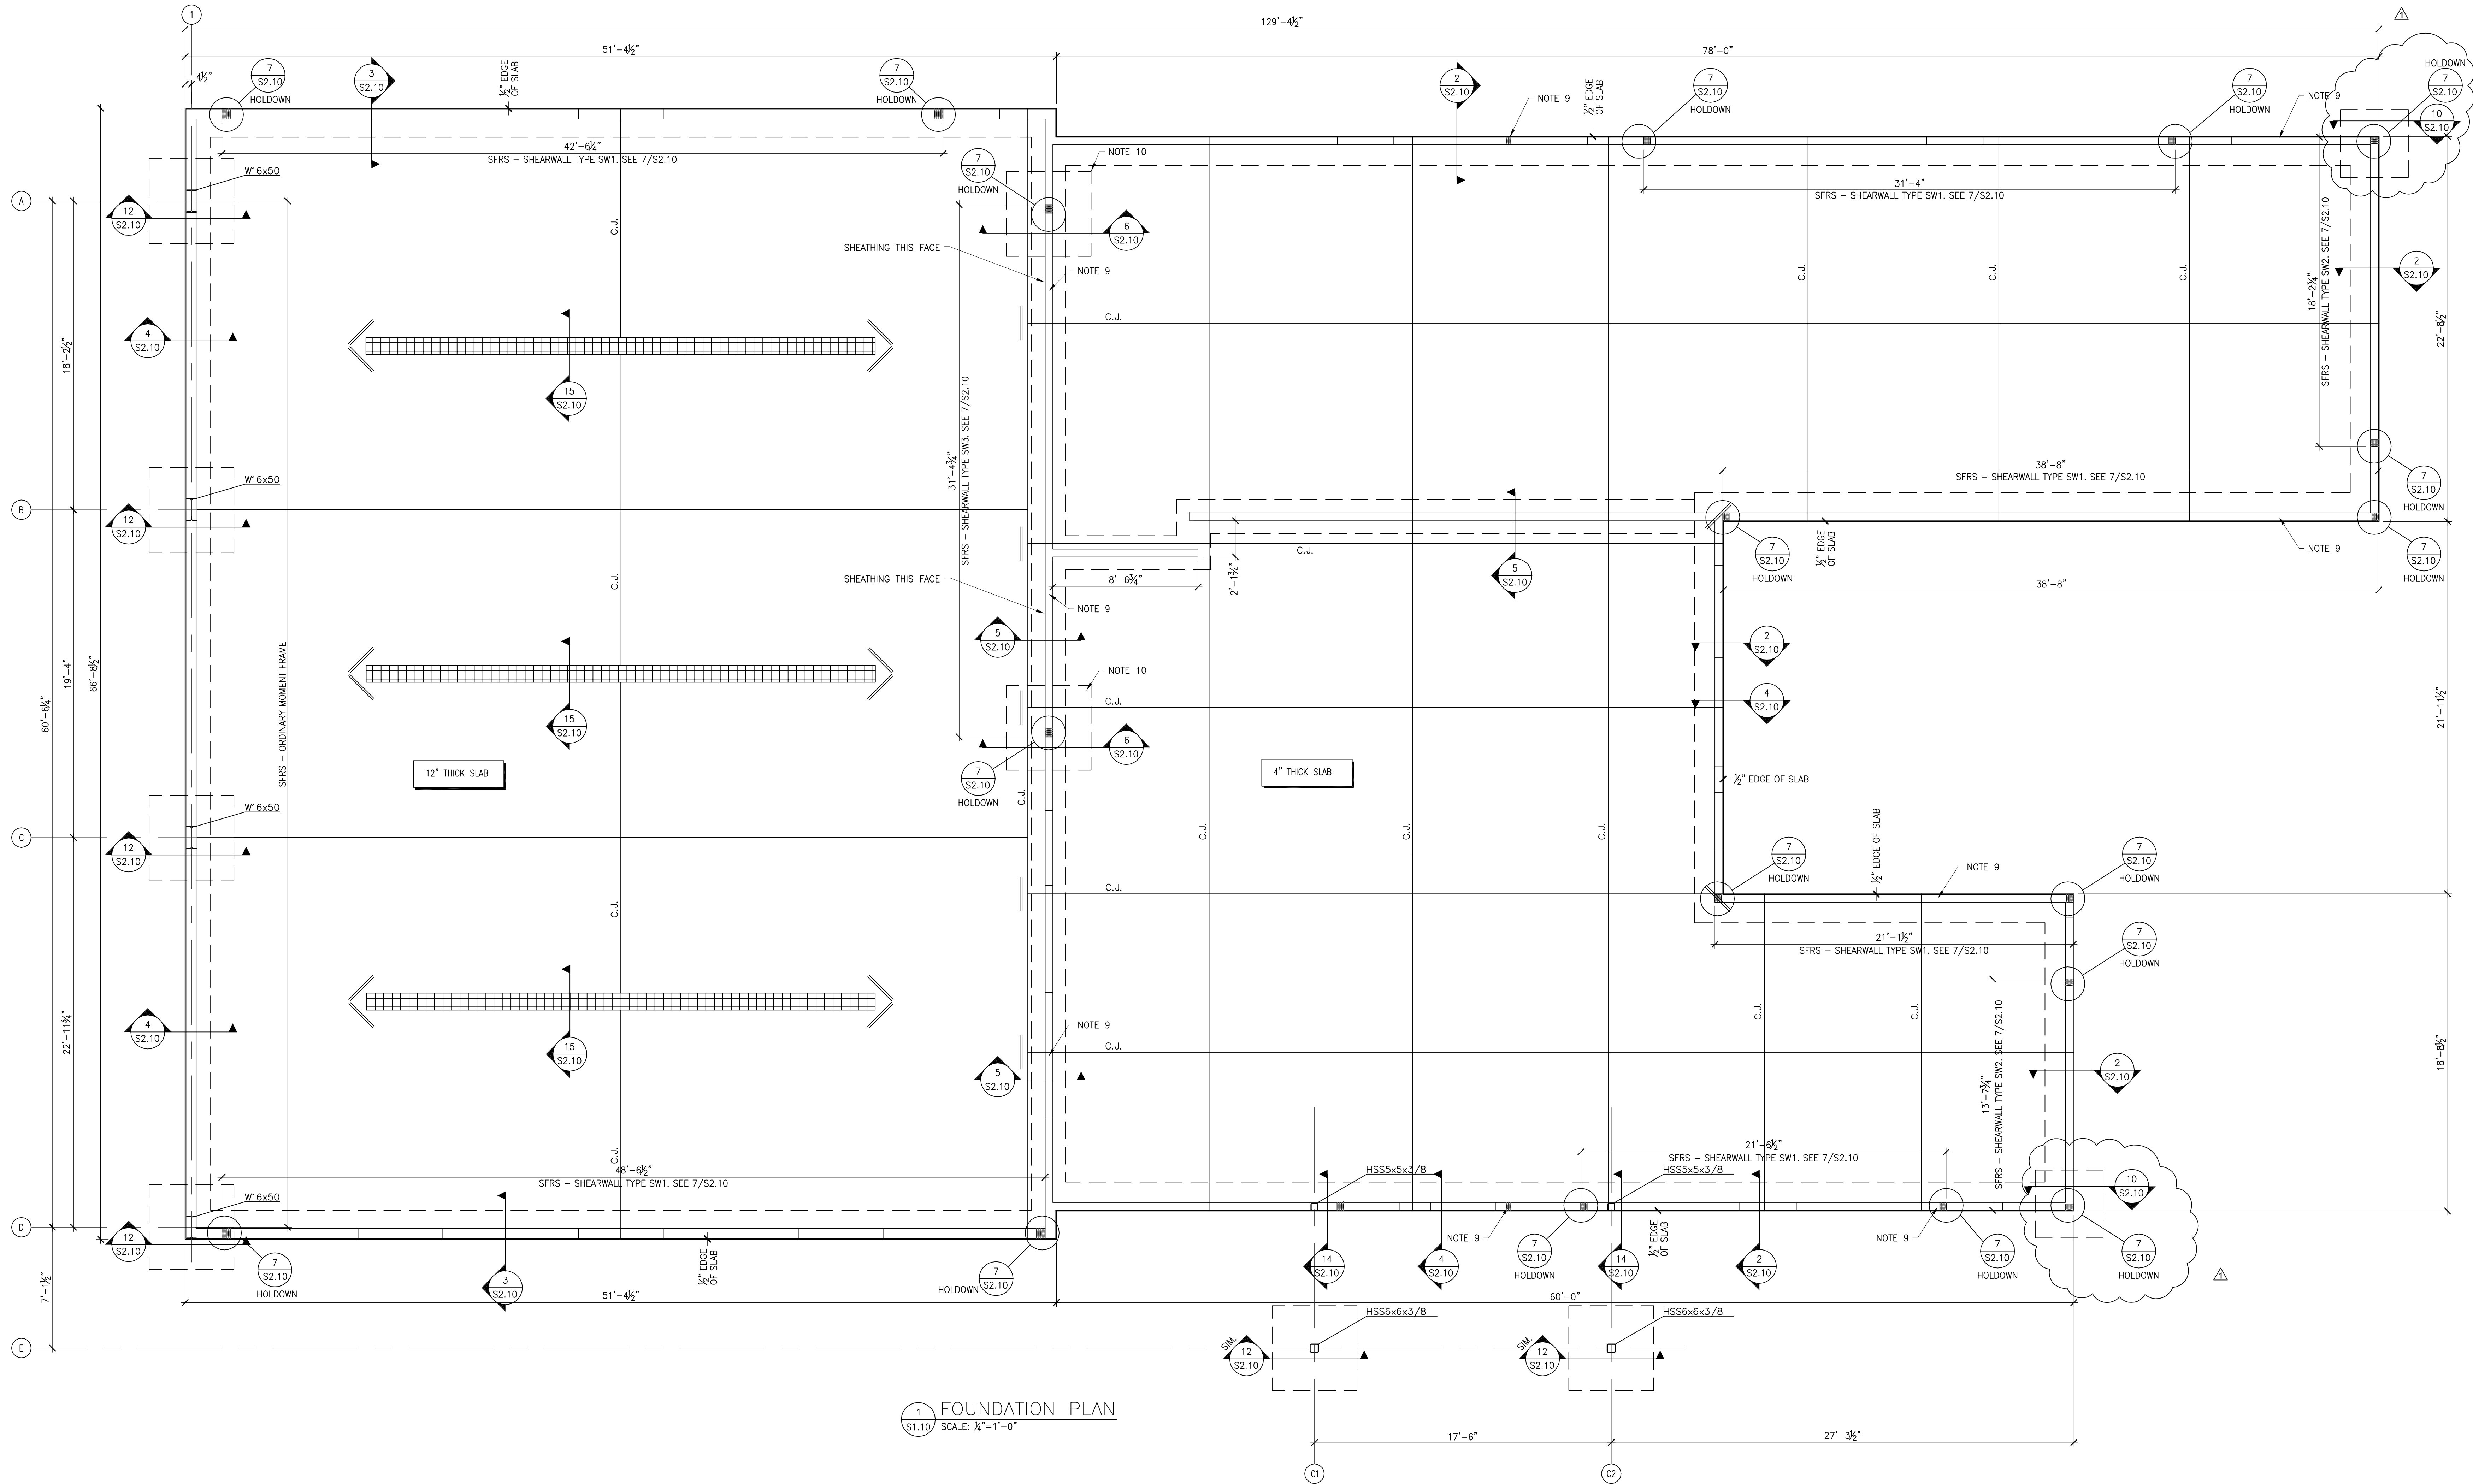 1
129'-4½"
1
51'-4½"
78'-0"
4½"
7
S2.10
HOLDOWN
3
S2.10
½" EDGE
OF SLAB
7
S2.10
HOLDOWN
2
S2.10
NOTE 9
½" EDGE
OF SLAB
7
S2.10
HOLDOWN
7
S2.10
HOLDOWN
NOTE 9
HOLDOWN
7
S2.10
10
S2.10
42'-6¼"
SFRS - SHEARWALL TYPE SW1. SEE 7/S2.10
W16x50
7
S2.10
HOLDOWN
NOTE 10
31'-4"
SFRS - SHEARWALL TYPE SW1. SEE 7/S2.10
A
12
S2.10
C.J.
6
S2.10
SHEATHING THIS FACE
NOTE 9
C.J.
C.J.
C.J.
18'-2¾"
SFRS - SHEARWALL TYPE SW2. SEE 7/S2.10
2
S2.10
22'-8½"
18'-2½"
4
S2.10
C.J.
15
S2.10
31'-4¾"
SFRS - SHEARWALL TYPE SW3. SEE 7/S2.10
38'-8"
SFRS - SHEARWALL TYPE SW1. SEE 7/S2.10
7
S2.10
HOLDOWN
W16x50
B
12
S2.10
C.J.
C.J.
2'-1¾"
8'-6¾"
5
S2.10
7
S2.10
HOLDOWN
½" EDGE
OF SLAB
NOTE 9
7
S2.10
HOLDOWN
38'-8"
SHEATHING THIS FACE
NOTE 9
5
S2.10
2
S2.10
19'-4"
66'-8½"
60'-6¼"
SFRS - ORDINARY MOMENT FRAME
NOTE 10
4
S2.10
C.J.
21'-11½"
15
S2.10
6
S2.10
12" THICK SLAB
7
S2.10
HOLDOWN
C.J.
4" THICK SLAB
½" EDGE OF SLAB
W16x50
C
12
S2.10
C.J.
C.J.
C.J.
½" EDGE OF SLAB
7
S2.10
HOLDOWN
NOTE 9
7
S2.10
HOLDOWN
C.J.
C.J.
21'-1½"
SFRS - SHEARWALL TYPE SW1. SEE 7/S2.10
7
S2.10
HOLDOWN
22'-11¾"
4
S2.10
15
S2.10
NOTE 9
C.J.
5
S2.10
C.J.
C.J.
13'-7¾"
SFRS - SHEARWALL TYPE SW2. SEE 7/S2.10
2
S2.10
18'-8½"
C.J.
48'-6½"
SFRS - SHEARWALL TYPE SW1. SEE 7/S2.10
HSS5x5x3/8
HSS5x5x3/8
21'-6½"
SFRS - SHEARWALL TYPE SW1. SEE 7/S2.10
10
S2.10
W16x50
D
12
S2.10
7
S2.10
HOLDOWN
3
S2.10
½" EDGE
OF SLAB
7
S2.10
HOLDOWN
14
S2.10
4
S2.10
NOTE 9
7
S2.10
HOLDOWN
14
S2.10
½" EDGE
OF SLAB
2
S2.10
NOTE 9
7
S2.10
HOLDOWN
7
S2.10
HOLDOWN
1
7'-1½"
51'-4½"
60'-0"
HSS6x6x3/8
HSS6x6x3/8
E
SIM.
12
S2.10
SIM.
12
S2.10
1
S1.10
FOUNDATION PLAN
SCALE: ¼"=1'-0"
17'-6"
27'-3½"
C1
C2